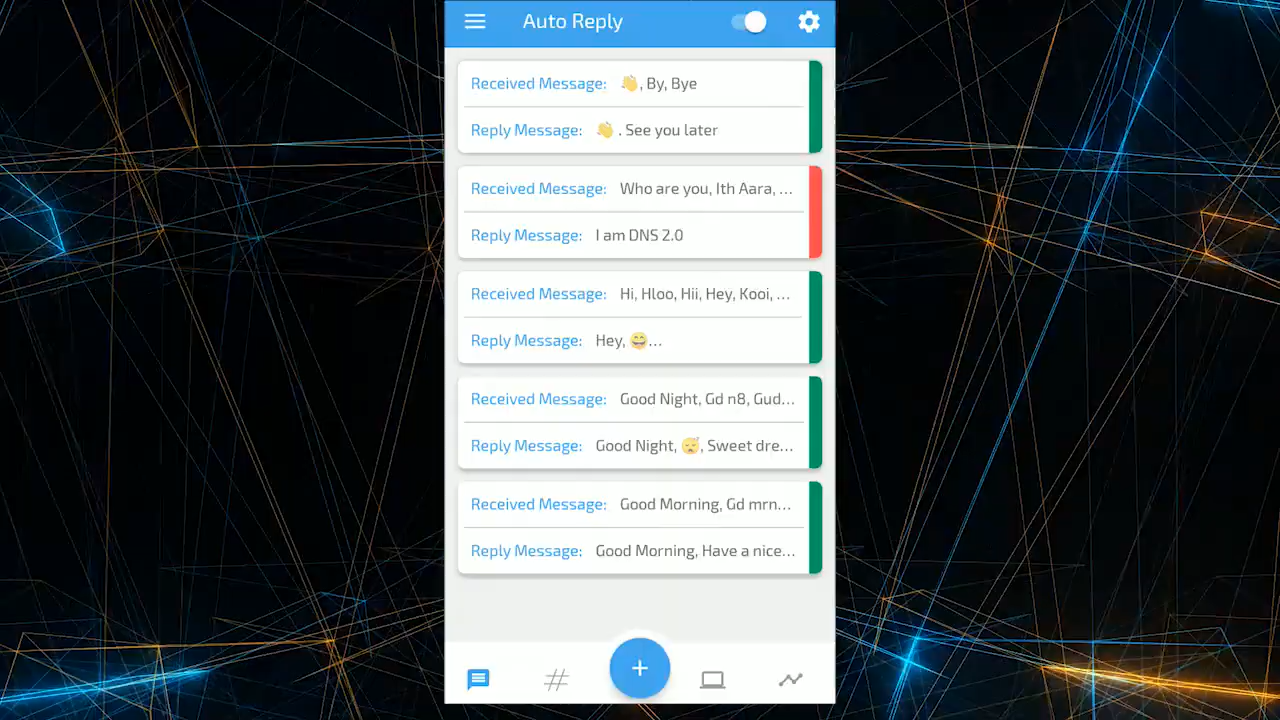 Auto Reply
Received Message: 👋, By, Bye
Reply Message: 👋 . See you later
Received Message: Who are you, Ith Aara, ...
Reply Message: I am DNS 2.0
Received Message: Hi, Hloo, Hii, Hey, Kooi, ...
Reply Message: Hey, 😄...
Received Message: Good Night, Gd n8, Gud...
Reply Message: Good Night, 😴, Sweet dre...
Received Message: Good Morning, Gd mrn...
Reply Message: Good Morning, Have a nice...